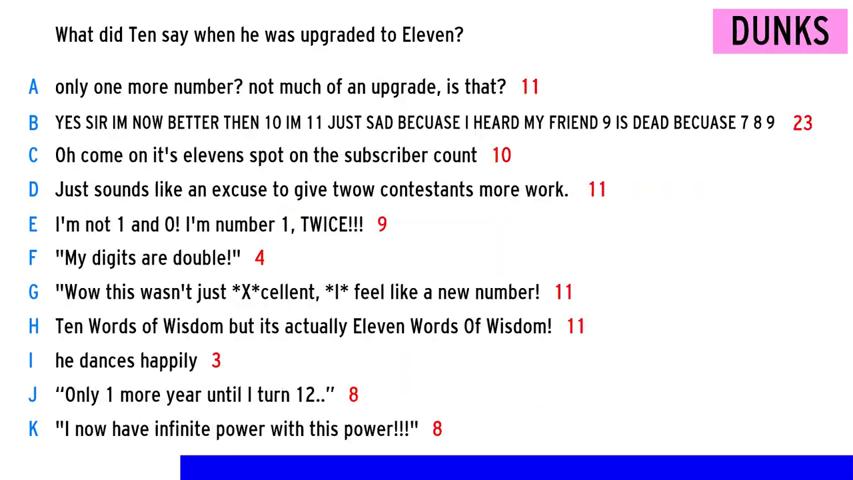 What did Ten say when he was upgraded to Eleven?
DUNKS
A only one more number? not much of an upgrade, is that? 11
B YES SIR IM NOW BETTER THEN 10 IM 11 JUST SAD BECUASE I HEARD MY FRIEND 9 IS DEAD BECUASE 7 8 9 23
C Oh come on it's elevens spot on the subscriber count 10
D Just sounds like an excuse to give twow contestants more work. 11
E I'm not 1 and 0! I'm number 1, TWICE!!! 9
F "My digits are double!" 4
G "Wow this wasn't just *X*cellent, *I* feel like a new number! 11
H Ten Words of Wisdom but its actually Eleven Words Of Wisdom! 11
I he dances happily 3
J “Only 1 more year until I turn 12..” 8
K "I now have infinite power with this power!!!" 8